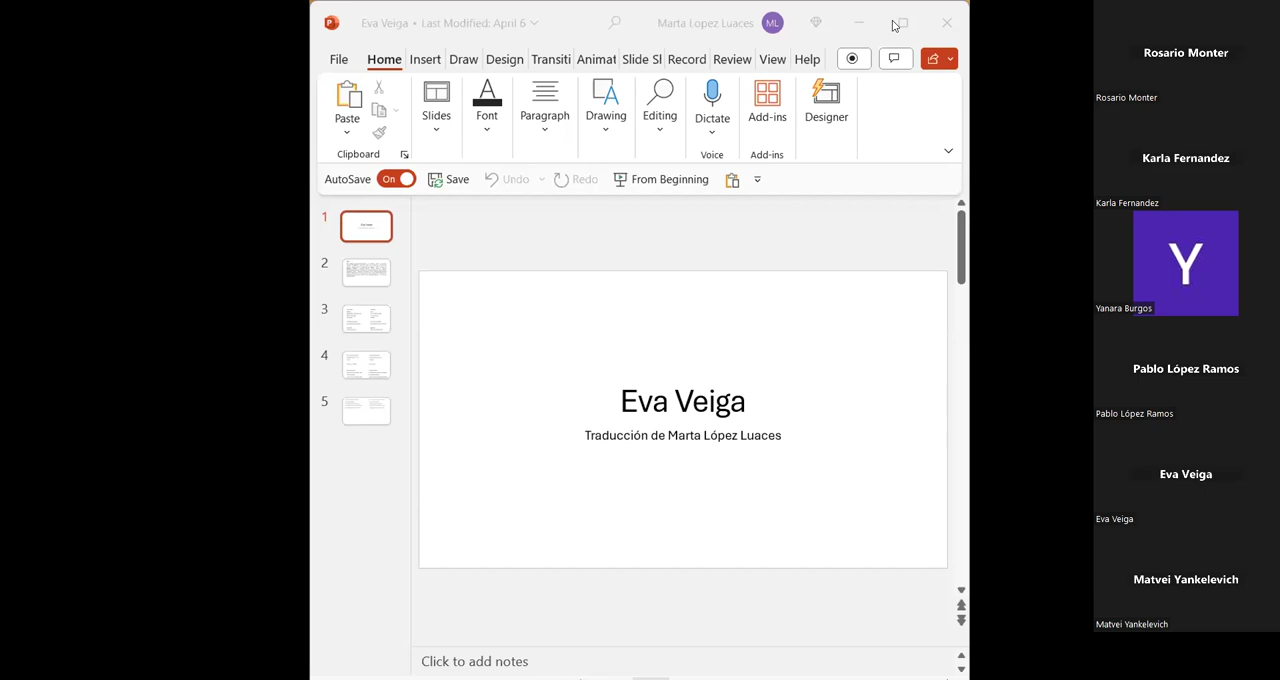 Eva Veiga • Last Modified: April 6
Marta Lopez Luaces
ML
File
Home
Insert
Draw
Design
Transiti
Animat
Slide Sl
Record
Review
View
Help
Paste
Slides
Font
Paragraph
Drawing
Editing
Dictate
Add-ins
Designer
Clipboard
Voice
Add-ins
AutoSave
On
Save
Undo
Redo
From Beginning
1
2
3
4
5
Eva Veiga
Traducción de Marta López Luaces
Click to add notes
Rosario Monter
Rosario Monter
Karla Fernandez
Karla Fernandez
Y
Yanara Burgos
Pablo López Ramos
Pablo López Ramos
Eva Veiga
Eva Veiga
Matvei Yankelevich
Matvei Yankelevich